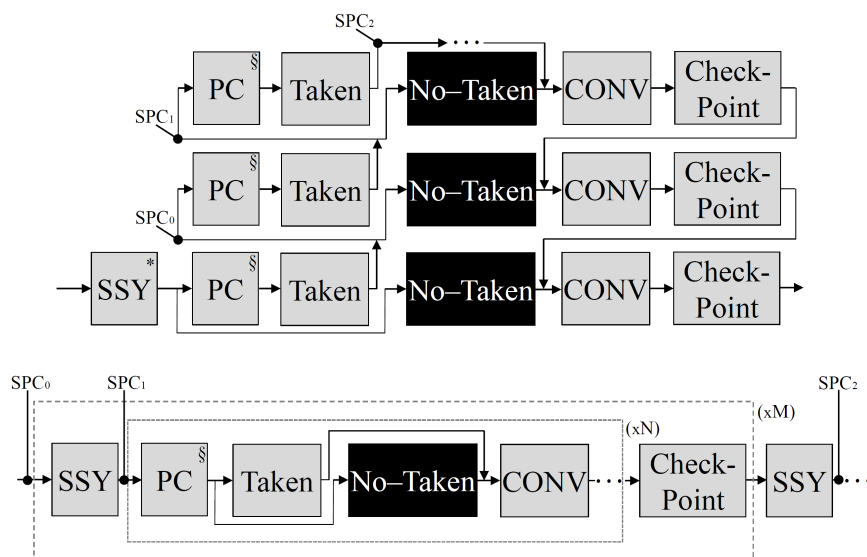 SPC₂
PC§ Taken No–Taken CONV Check-
Point
SPC₁
PC§ Taken No–Taken CONV Check-
Point
SPC₀
SSY* PC§ Taken No–Taken CONV Check-
Point
SPC₀ SPC₁ SPC₂
(xM)
(xN)
SSY PC§ Taken No–Taken CONV ··· Check-
Point SSY ···